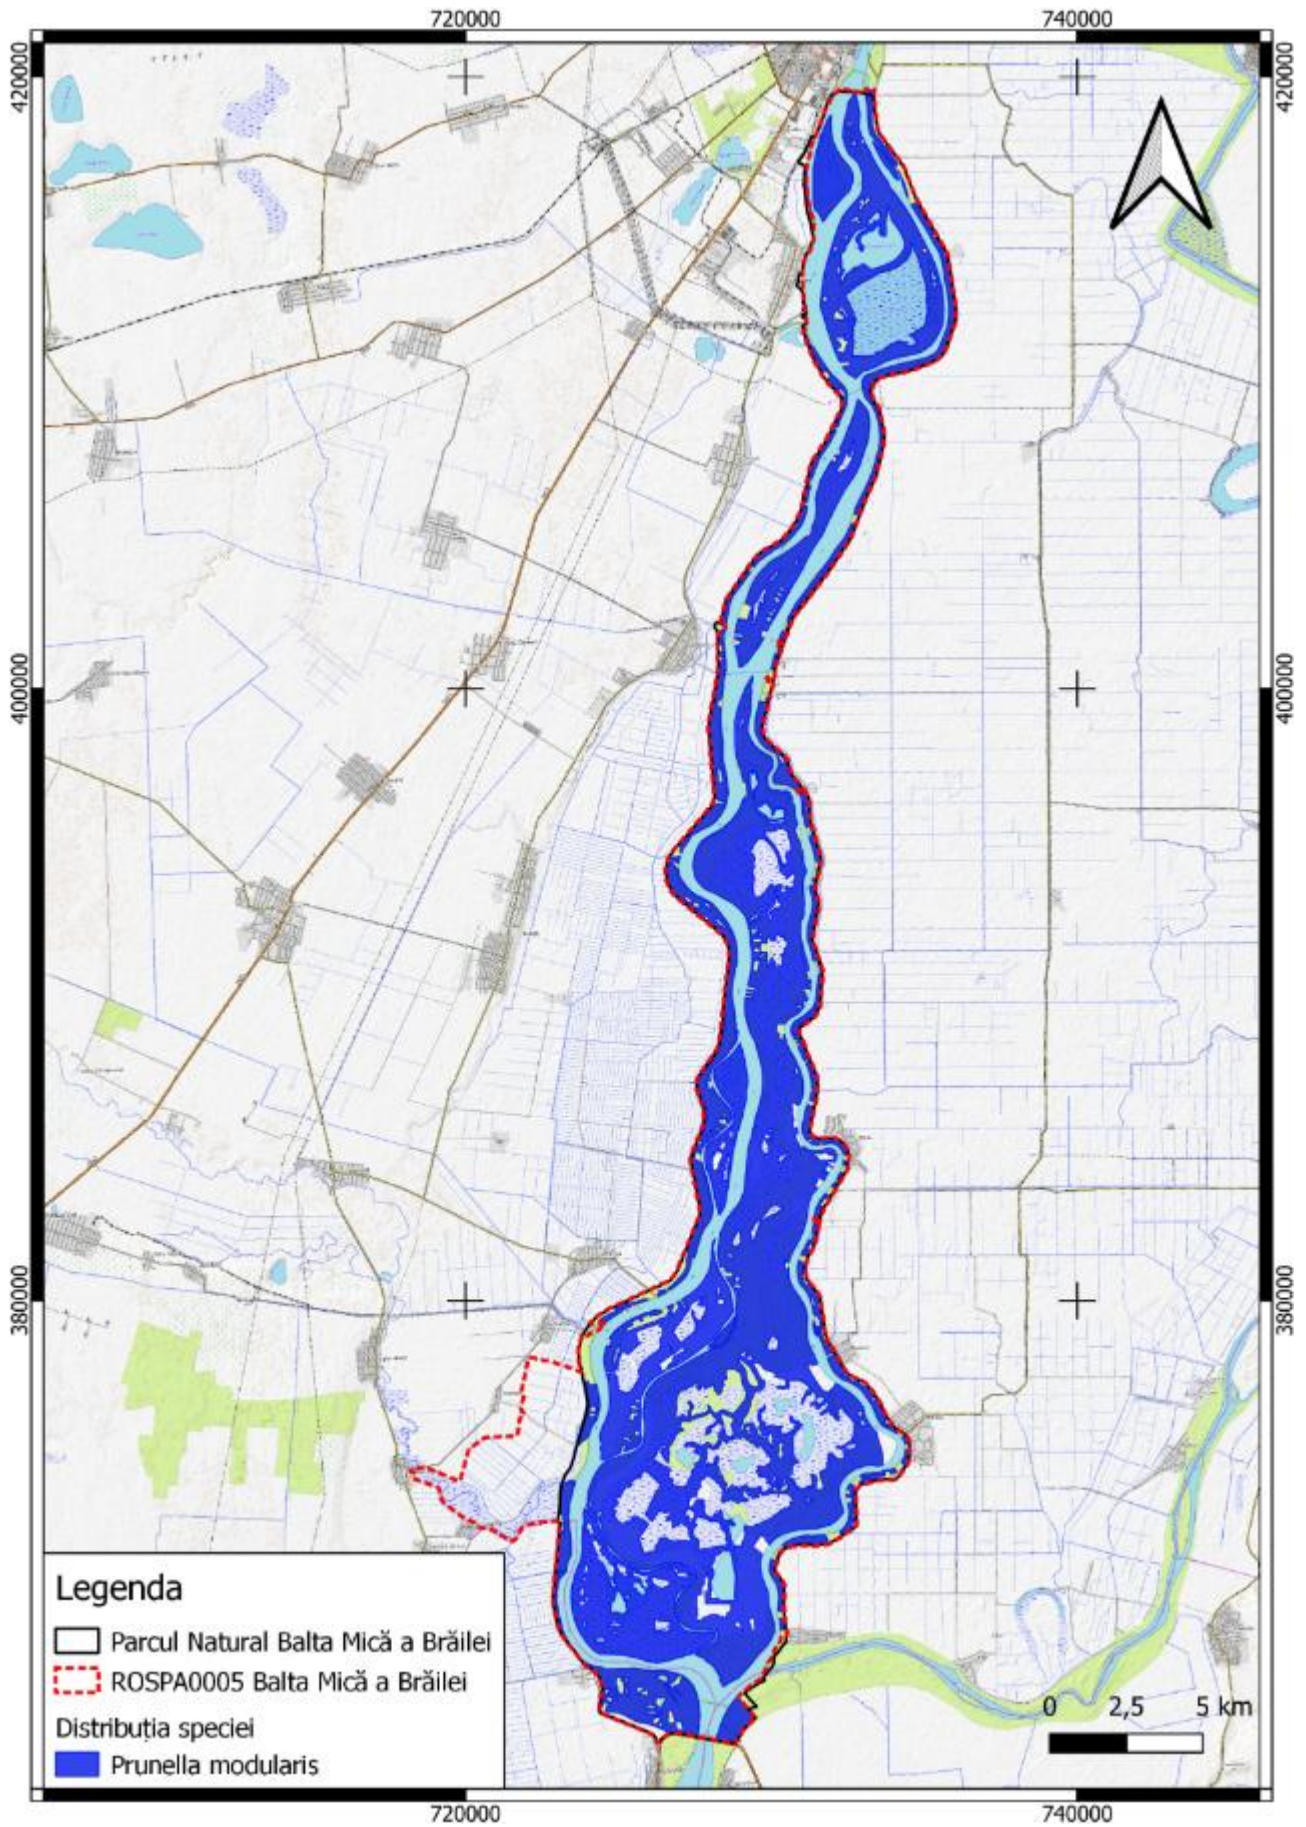 720000 740000
420000 420000
400000 400000
380000 380000
Legenda
Parcul Natural Balta Mică a Brăilei
ROSPA0005 Balta Mică a Brăilei
Distribuția speciei
Prunella modularis
0 2,5 5 km
720000 740000